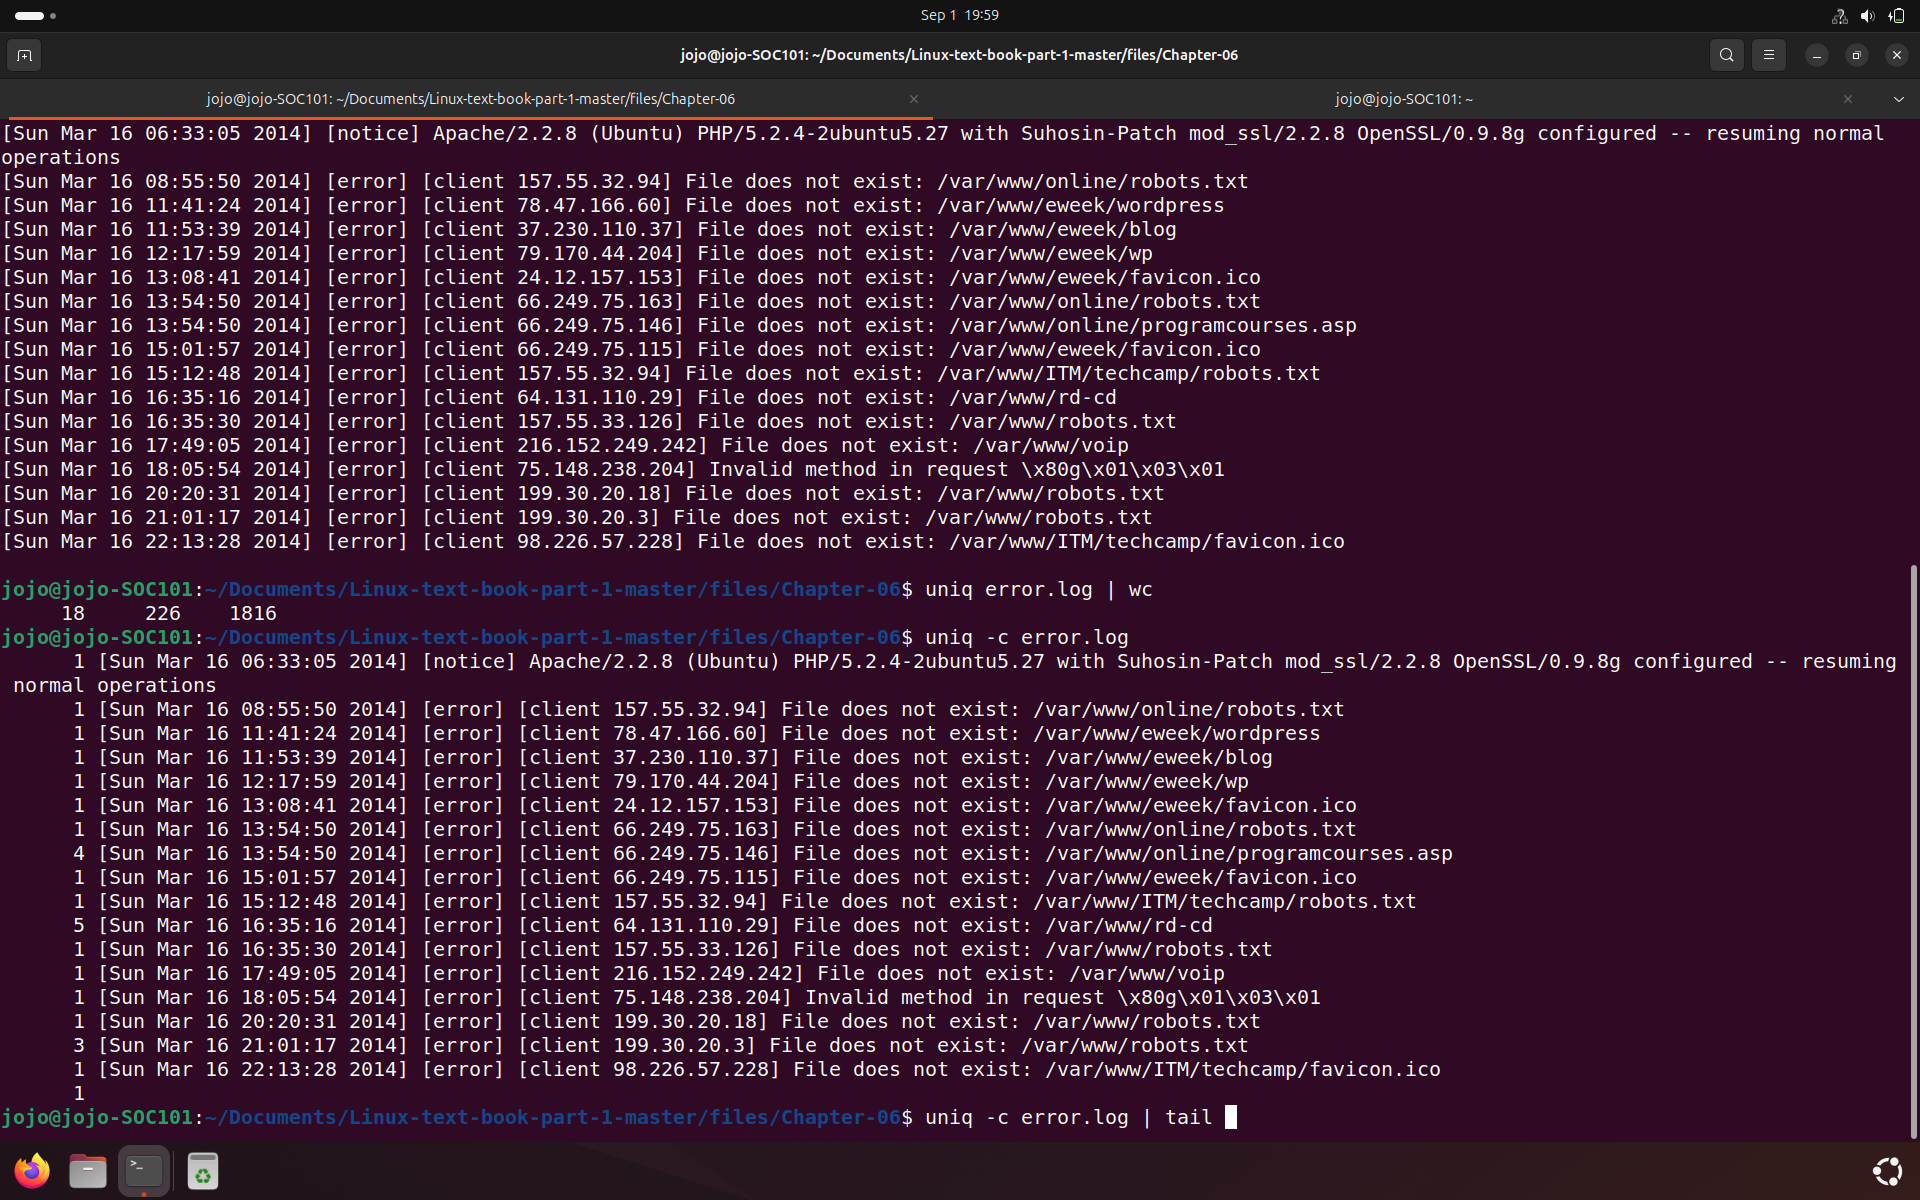 Sep 1 19:59
jojo@jojo-SOC101: ~/Documents/Linux-text-book-part-1-master/files/Chapter-06
jojo@jojo-SOC101: ~/Documents/Linux-text-book-part-1-master/files/Chapter-06
jojo@jojo-SOC101: ~
[Sun Mar 16 06:33:05 2014] [notice] Apache/2.2.8 (Ubuntu) PHP/5.2.4-2ubuntu5.27 with Suhosin-Patch mod_ssl/2.2.8 OpenSSL/0.9.8g configured -- resuming normal
operations
[Sun Mar 16 08:55:50 2014] [error] [client 157.55.32.94] File does not exist: /var/www/online/robots.txt
[Sun Mar 16 11:41:24 2014] [error] [client 78.47.166.60] File does not exist: /var/www/eweek/wordpress
[Sun Mar 16 11:53:39 2014] [error] [client 37.230.110.37] File does not exist: /var/www/eweek/blog
[Sun Mar 16 12:17:59 2014] [error] [client 79.170.44.204] File does not exist: /var/www/eweek/wp
[Sun Mar 16 13:08:41 2014] [error] [client 24.12.157.153] File does not exist: /var/www/eweek/favicon.ico
[Sun Mar 16 13:54:50 2014] [error] [client 66.249.75.163] File does not exist: /var/www/online/robots.txt
[Sun Mar 16 13:54:50 2014] [error] [client 66.249.75.146] File does not exist: /var/www/online/programcourses.asp
[Sun Mar 16 15:01:57 2014] [error] [client 66.249.75.115] File does not exist: /var/www/eweek/favicon.ico
[Sun Mar 16 15:12:48 2014] [error] [client 157.55.32.94] File does not exist: /var/www/ITM/techcamp/robots.txt
[Sun Mar 16 16:35:16 2014] [error] [client 64.131.110.29] File does not exist: /var/www/rd-cd
[Sun Mar 16 16:35:30 2014] [error] [client 157.55.33.126] File does not exist: /var/www/robots.txt
[Sun Mar 16 17:49:05 2014] [error] [client 216.152.249.242] File does not exist: /var/www/voip
[Sun Mar 16 18:05:54 2014] [error] [client 75.148.238.204] Invalid method in request \x80g\x01\x03\x01
[Sun Mar 16 20:20:31 2014] [error] [client 199.30.20.18] File does not exist: /var/www/robots.txt
[Sun Mar 16 21:01:17 2014] [error] [client 199.30.20.3] File does not exist: /var/www/robots.txt
[Sun Mar 16 22:13:28 2014] [error] [client 98.226.57.228] File does not exist: /var/www/ITM/techcamp/favicon.ico
jojo@jojo-SOC101:~/Documents/Linux-text-book-part-1-master/files/Chapter-06$ uniq error.log | wc
18 226 1816
jojo@jojo-SOC101:~/Documents/Linux-text-book-part-1-master/files/Chapter-06$ uniq -c error.log
1 [Sun Mar 16 06:33:05 2014] [notice] Apache/2.2.8 (Ubuntu) PHP/5.2.4-2ubuntu5.27 with Suhosin-Patch mod_ssl/2.2.8 OpenSSL/0.9.8g configured -- resuming
normal operations
1 [Sun Mar 16 08:55:50 2014] [error] [client 157.55.32.94] File does not exist: /var/www/online/robots.txt
1 [Sun Mar 16 11:41:24 2014] [error] [client 78.47.166.60] File does not exist: /var/www/eweek/wordpress
1 [Sun Mar 16 11:53:39 2014] [error] [client 37.230.110.37] File does not exist: /var/www/eweek/blog
1 [Sun Mar 16 12:17:59 2014] [error] [client 79.170.44.204] File does not exist: /var/www/eweek/wp
1 [Sun Mar 16 13:08:41 2014] [error] [client 24.12.157.153] File does not exist: /var/www/eweek/favicon.ico
1 [Sun Mar 16 13:54:50 2014] [error] [client 66.249.75.163] File does not exist: /var/www/online/robots.txt
4 [Sun Mar 16 13:54:50 2014] [error] [client 66.249.75.146] File does not exist: /var/www/online/programcourses.asp
1 [Sun Mar 16 15:01:57 2014] [error] [client 66.249.75.115] File does not exist: /var/www/eweek/favicon.ico
1 [Sun Mar 16 15:12:48 2014] [error] [client 157.55.32.94] File does not exist: /var/www/ITM/techcamp/robots.txt
5 [Sun Mar 16 16:35:16 2014] [error] [client 64.131.110.29] File does not exist: /var/www/rd-cd
1 [Sun Mar 16 16:35:30 2014] [error] [client 157.55.33.126] File does not exist: /var/www/robots.txt
1 [Sun Mar 16 17:49:05 2014] [error] [client 216.152.249.242] File does not exist: /var/www/voip
1 [Sun Mar 16 18:05:54 2014] [error] [client 75.148.238.204] Invalid method in request \x80g\x01\x03\x01
1 [Sun Mar 16 20:20:31 2014] [error] [client 199.30.20.18] File does not exist: /var/www/robots.txt
3 [Sun Mar 16 21:01:17 2014] [error] [client 199.30.20.3] File does not exist: /var/www/robots.txt
1 [Sun Mar 16 22:13:28 2014] [error] [client 98.226.57.228] File does not exist: /var/www/ITM/techcamp/favicon.ico
1
jojo@jojo-SOC101:~/Documents/Linux-text-book-part-1-master/files/Chapter-06$ uniq -c error.log | tail